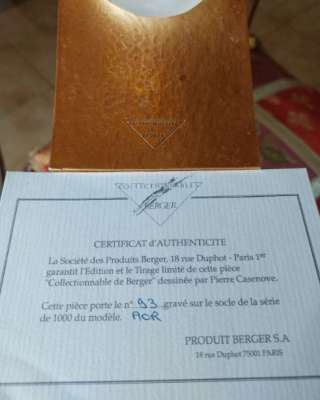 COLLECTIONNABLES
BERGER
CERTIFICAT d'AUTHENTICITE
La Société des Produits Berger, 18 rue Duphot - Paris 1er
garantit l'Edition et le Tirage limité de cette pièce
"Collectionnable de Berger" dessinée par Pierre Casenove.
Cette pièce porte le n° 93 gravé sur le socle de la série
de 1000 du modèle. AOR
PRODUIT BERGER S.A
18 rue Duphot 75001 PARIS